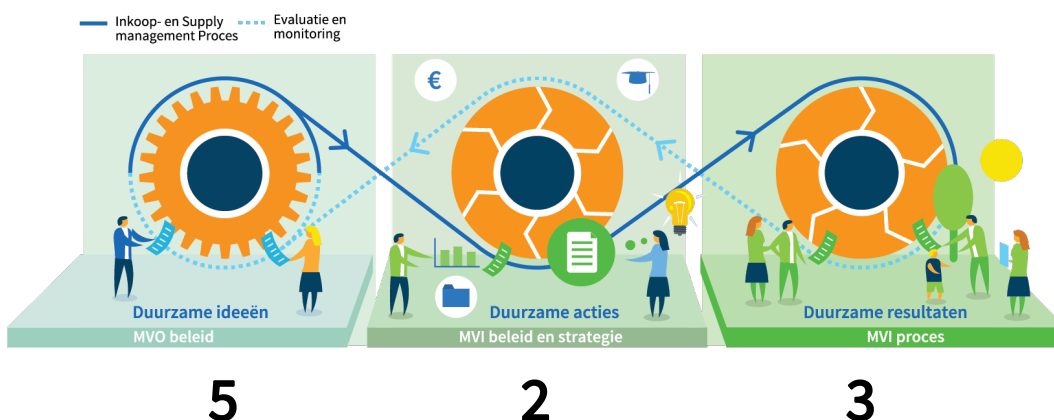 Inkoop- en Supply
management Proces
Evaluatie en
monitoring
€
Duurzame ideeën
MVO beleid
Duurzame acties
MVI beleid en strategie
Duurzame resultaten
MVI proces
5
2
3